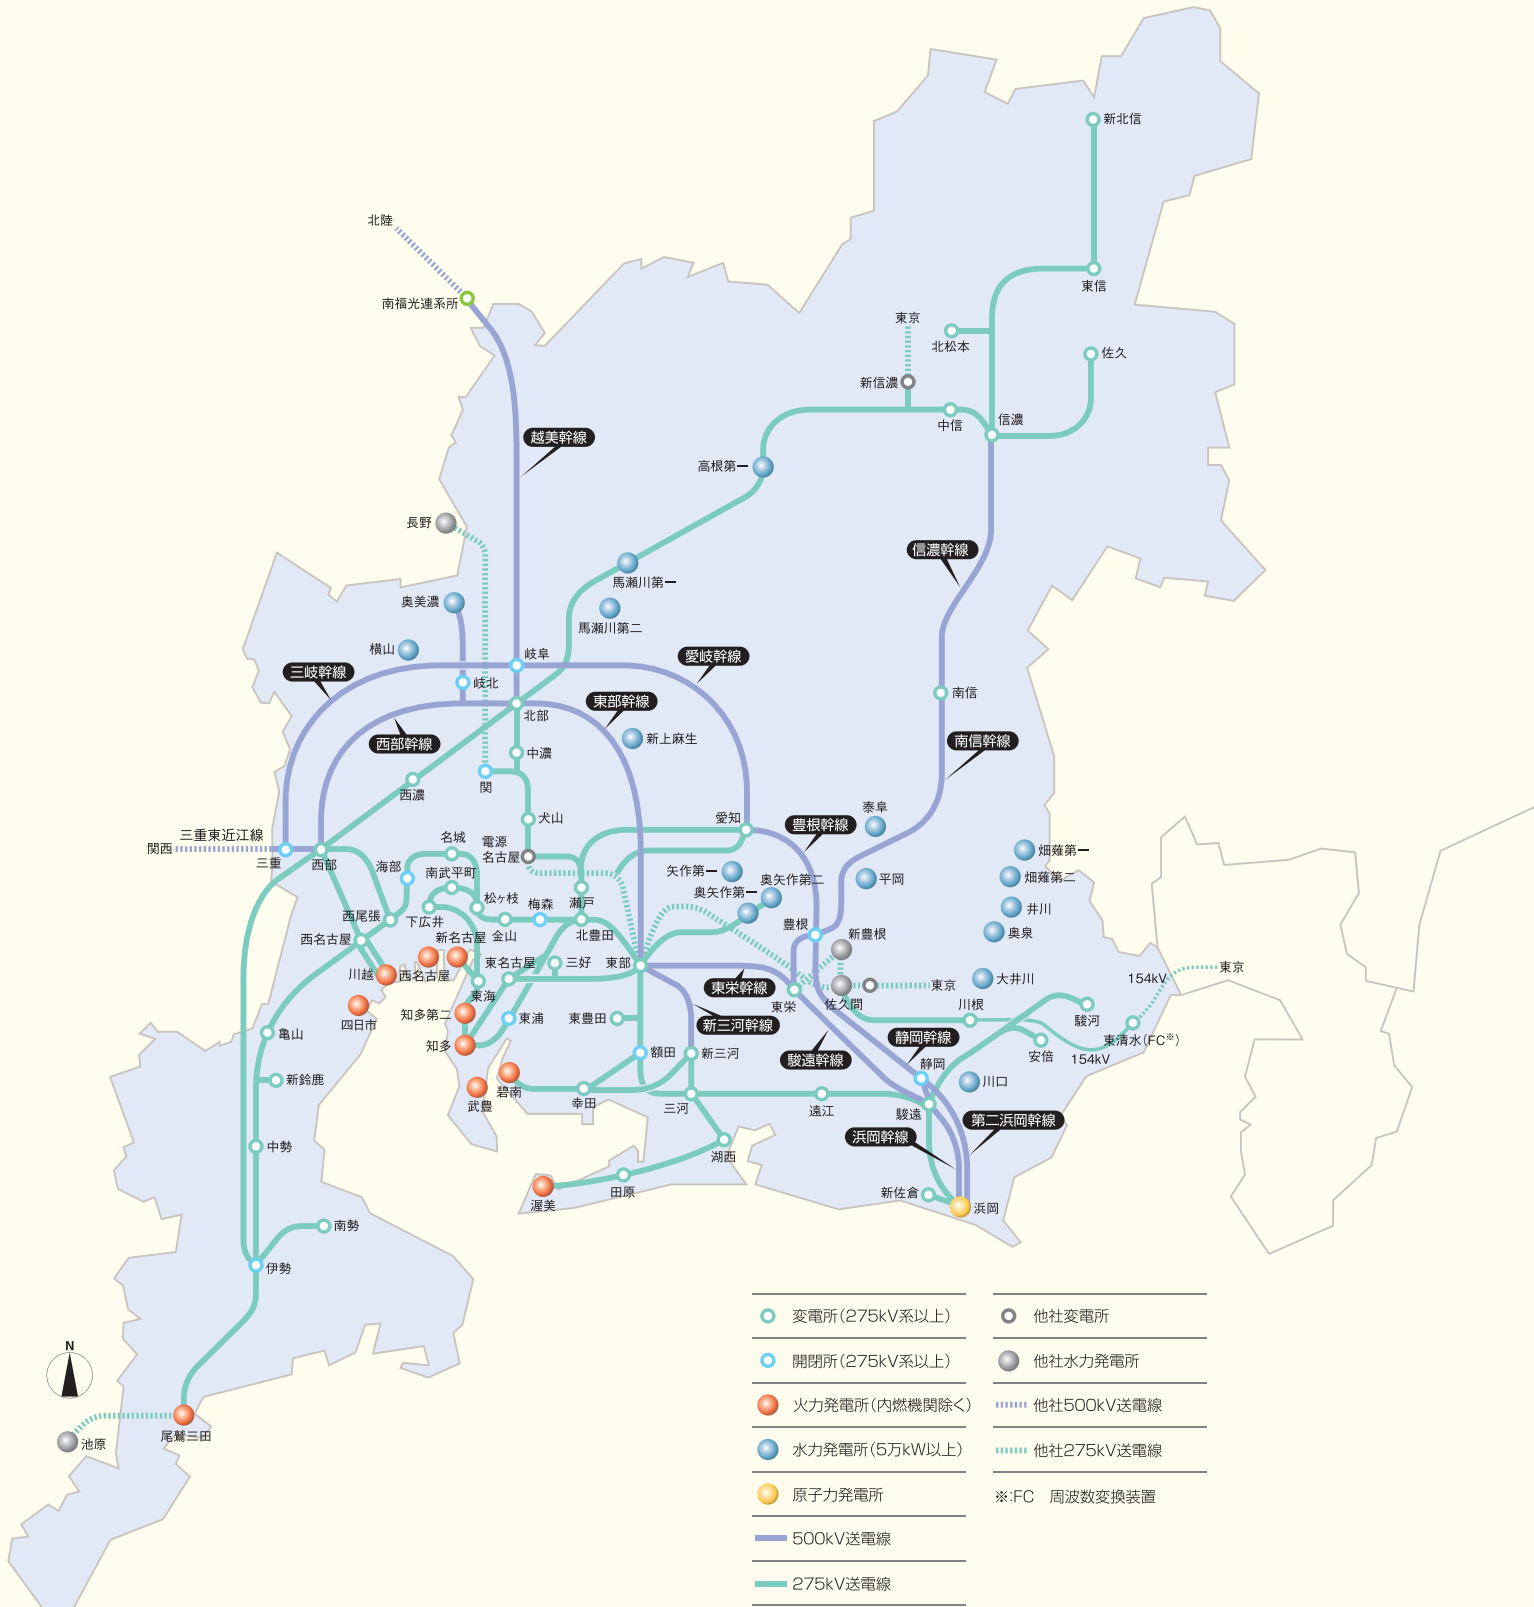 新北信
北陸
東信
南福光連系所
東京
北松本
佐久
新信濃
信濃
中信
越美幹線
高根第一
長野
信濃幹線
馬瀬川第一
奥美濃
馬瀬川第二
横山
岐阜
愛岐幹線
三岐幹線
岐北
南信
東部幹線
北部
新上麻生
南信幹線
西部幹線
中濃
関
西濃
泰阜
犬山
愛知
豊根幹線
三重東近江線
名城
電源
名古屋
関西
三重
西部
海部
南武平町
矢作第一
奥矢作第二
平岡
畑薙第一
畑薙第二
奥矢作第一
松ヶ枝
梅森
瀬戸
井川
西尾張
下広井
豊根
新豊根
奥泉
西名古屋
新名古屋
金山
北豊田
東名古屋
三好
東部
川越
西名古屋
東栄幹線
東京
大井川
154kV
東京
東海
佐久間
川根
四日市
知多第二
東浦
東豊田
東栄
駿河
新三河幹線
亀山
知多
静岡幹線
東清水(FC※)
額田
新三河
駿遠幹線
静岡
安倍
154kV
新鈴鹿
武豊
碧南
幸田
三河
遠江
駿遠
川口
第二浜岡幹線
中勢
浜岡幹線
湖西
田原
新佐倉
渥美
浜岡
南勢
伊勢
N
尾鷲三田
池原
変電所(275kV系以上)
開閉所(275kV系以上)
火力発電所(内燃機関除く)
水力発電所(5万kW以上)
原子力発電所
500kV送電線
275kV送電線
他社変電所
他社水力発電所
他社500kV送電線
他社275kV送電線
※:FC 周波数変換装置